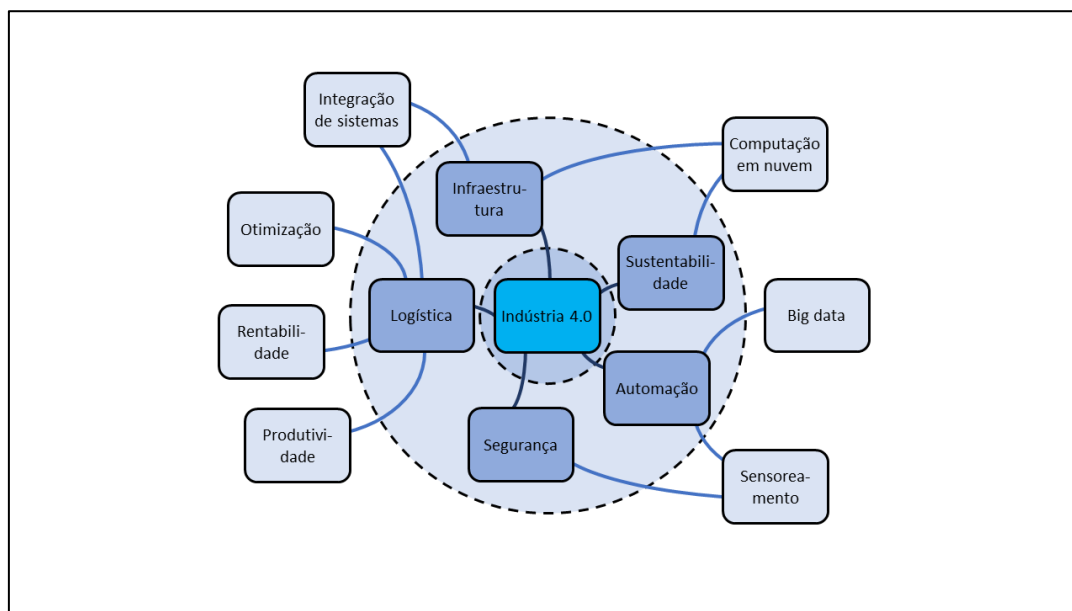 Integração
de sistemas
Computação
em nuvem
Infraestru-
tura
Otimização
Sustentabili-
dade
Logística
Indústria 4.0
Big data
Rentabili-
dade
Automação
Produtivi-
dade
Segurança
Sensorea-
mento